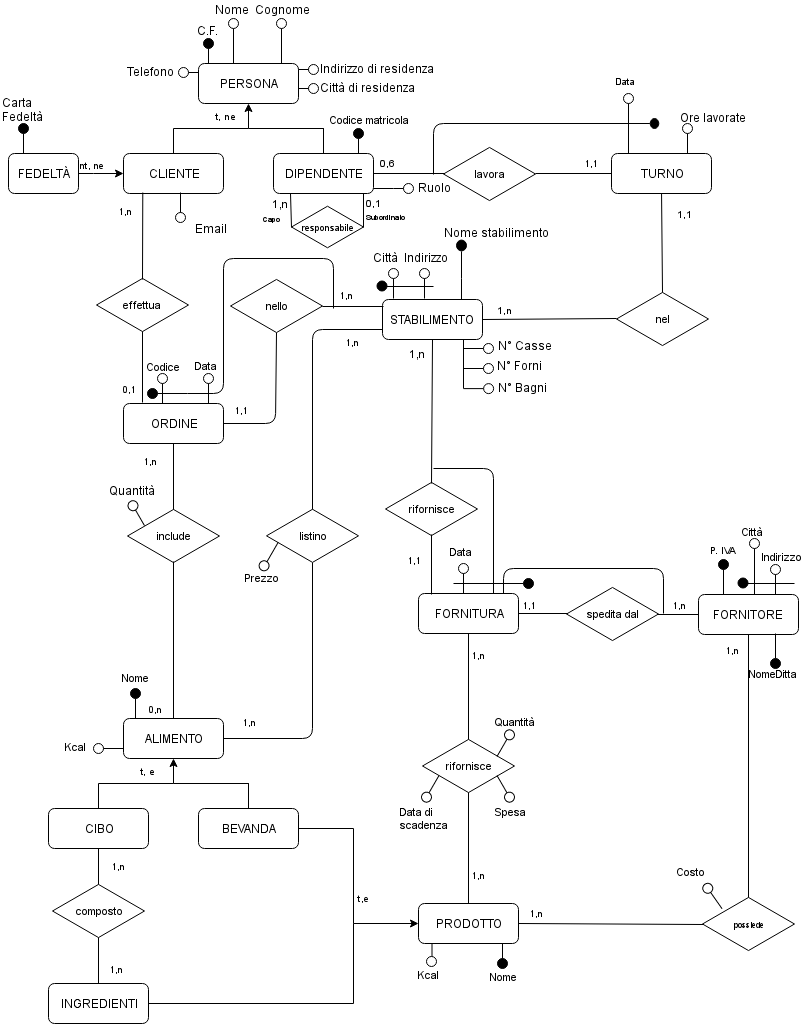 Nome Cognome
C.F.
Telefono
Indirizzo di residenza
PERSONA
Città di residenza
Data
Carta
Fedeltà
t, ne
Codice matricola
Ore lavorate
FEDELTÀ
nt, ne
CLIENTE
DIPENDENTE
0,6
lavora
1,1
TURNO
Ruolo
1,n
Email
1,n
0,1
Capo
Subordinato
responsabile
1,1
Nome stabilimento
Città Indirizzo
effettua
nello
1,n
STABILIMENTO
1,n
nel
1,n
1,n
N° Casse
N° Forni
N° Bagni
Codice
Data
0,1
ORDINE
1,1
1,n
Quantità
include
listino
Prezzo
rifornisce
1,1
Data
Città
P. IVA
Indirizzo
FORNITURA
1,1
spedita dal
1,n
FORNITORE
1,n
1,n
NomeDitta
Nome
0,n
1,n
Kcal
ALIMENTO
t, e
Quantità
rifornisce
Data di
scadenza
Spesa
CIBO
BEVANDA
1,n
1,n
Costo
t,e
composto
1,n
PRODOTTO
1,n
possiede
1,n
Kcal
Nome
INGREDIENTI